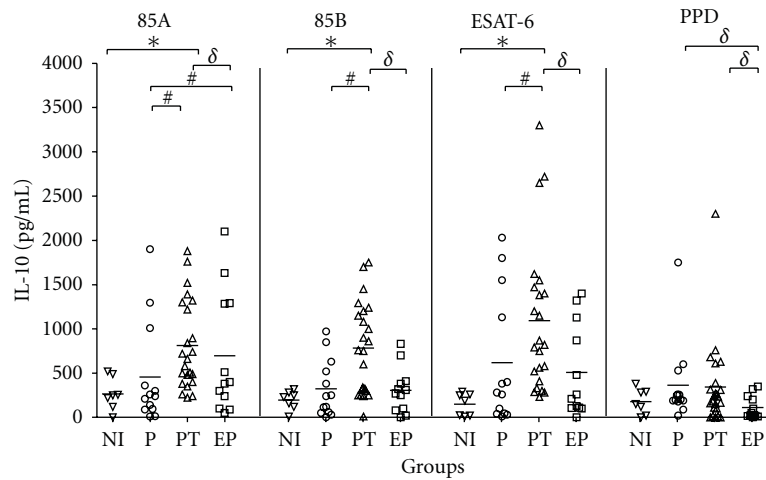 85A 85B ESAT-6 PPD
* * * δ
δ δ δ δ
# # #
#
IL-10 (pg/mL)
4000
3500
3000
2500
2000
1500
1000
500
0
NI P PT EP NI P PT EP NI P PT EP NI P PT EP
Groups